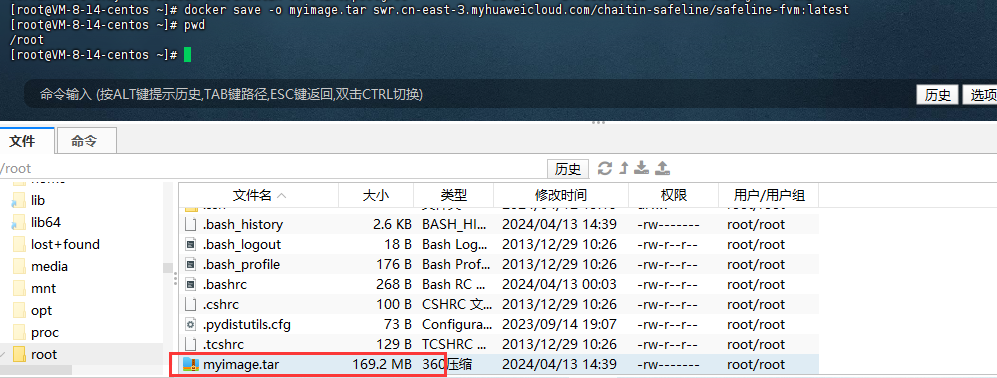 [root@VM-8-14-centos ~]# docker save -o myimage.tar swr.cn-east-3.myhuaweicloud.com/chaitin-safeline/safeline-fvm:latest
[root@VM-8-14-centos ~]# pwd
/root
[root@VM-8-14-centos ~]#
命令输入 (按ALT键提示历史,TAB键路径,ESC键返回,双击CTRL切换) 历史 选项
文件 命令
/root 历史
文件名 大小 类型 修改时间 权限 用户/用户组
.bash_history 2.6 KB BASH_HI... 2024/04/13 14:39 -rw------- root/root
lib
.bash_logout 18 B Bash Log... 2013/12/29 10:26 -rw-r--r-- root/root
lib64
lost+found
.bash_profile 176 B Bash Prof... 2013/12/29 10:26 -rw-r--r-- root/root
media
.bashrc 268 B Bash RC ... 2024/04/13 00:03 -rw-r--r-- root/root
mnt
.cshrc 100 B CSHRC 文... 2013/12/29 10:26 -rw-r--r-- root/root
opt
.pydistutils.cfg 73 B Configura... 2023/09/14 19:07 -rw-r--r-- root/root
proc
.tcshrc 129 B TCSHRC ... 2013/12/29 10:26 -rw-r--r-- root/root
root
myimage.tar 169.2 MB 360压缩 2024/04/13 14:39 -rw------- root/root